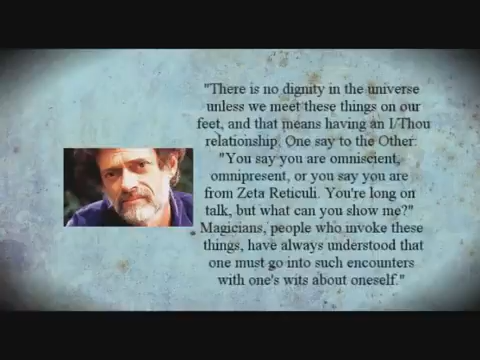 "There is no dignity in the universe
unless we meet these things on our
feet, and that means having an I/Thou
relationship. One say to the Other:
"You say you are omniscient,
omnipresent, or you say you are
from Zeta Reticuli. You're long on
talk, but what can you show me?"
Magicians, people who invoke these
things, have always understood that
one must go into such encounters
with one's wits about oneself."